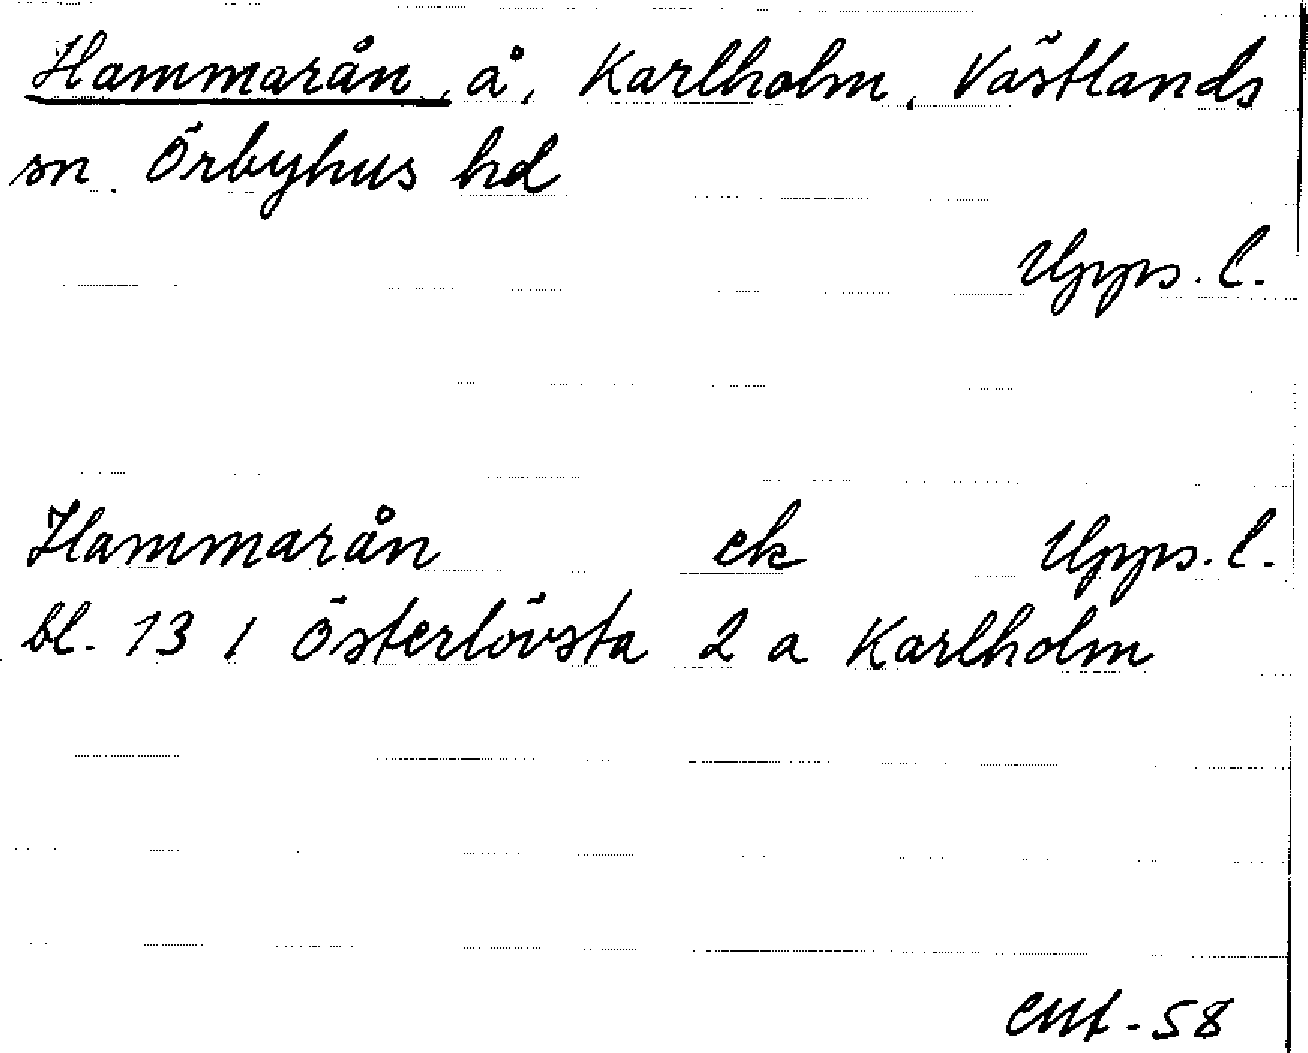 Hammarån, å, Karlholm, Västlands
sn. Örbyhus hd
Upps. l.
Hammarån ek Upps. l.
bl. 13 I Österlövsta 2 a Karlholm
-58